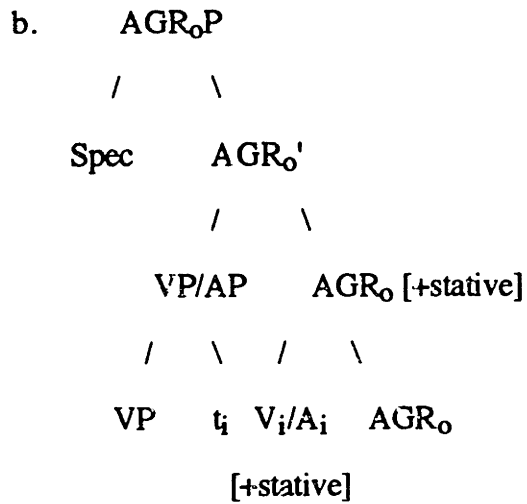 b. AGRoP
/ \
Spec AGRo'
/ \
VP/AP AGRo [+stative]
/ \ / \
VP ti Vi/Ai AGRo
[+stative]